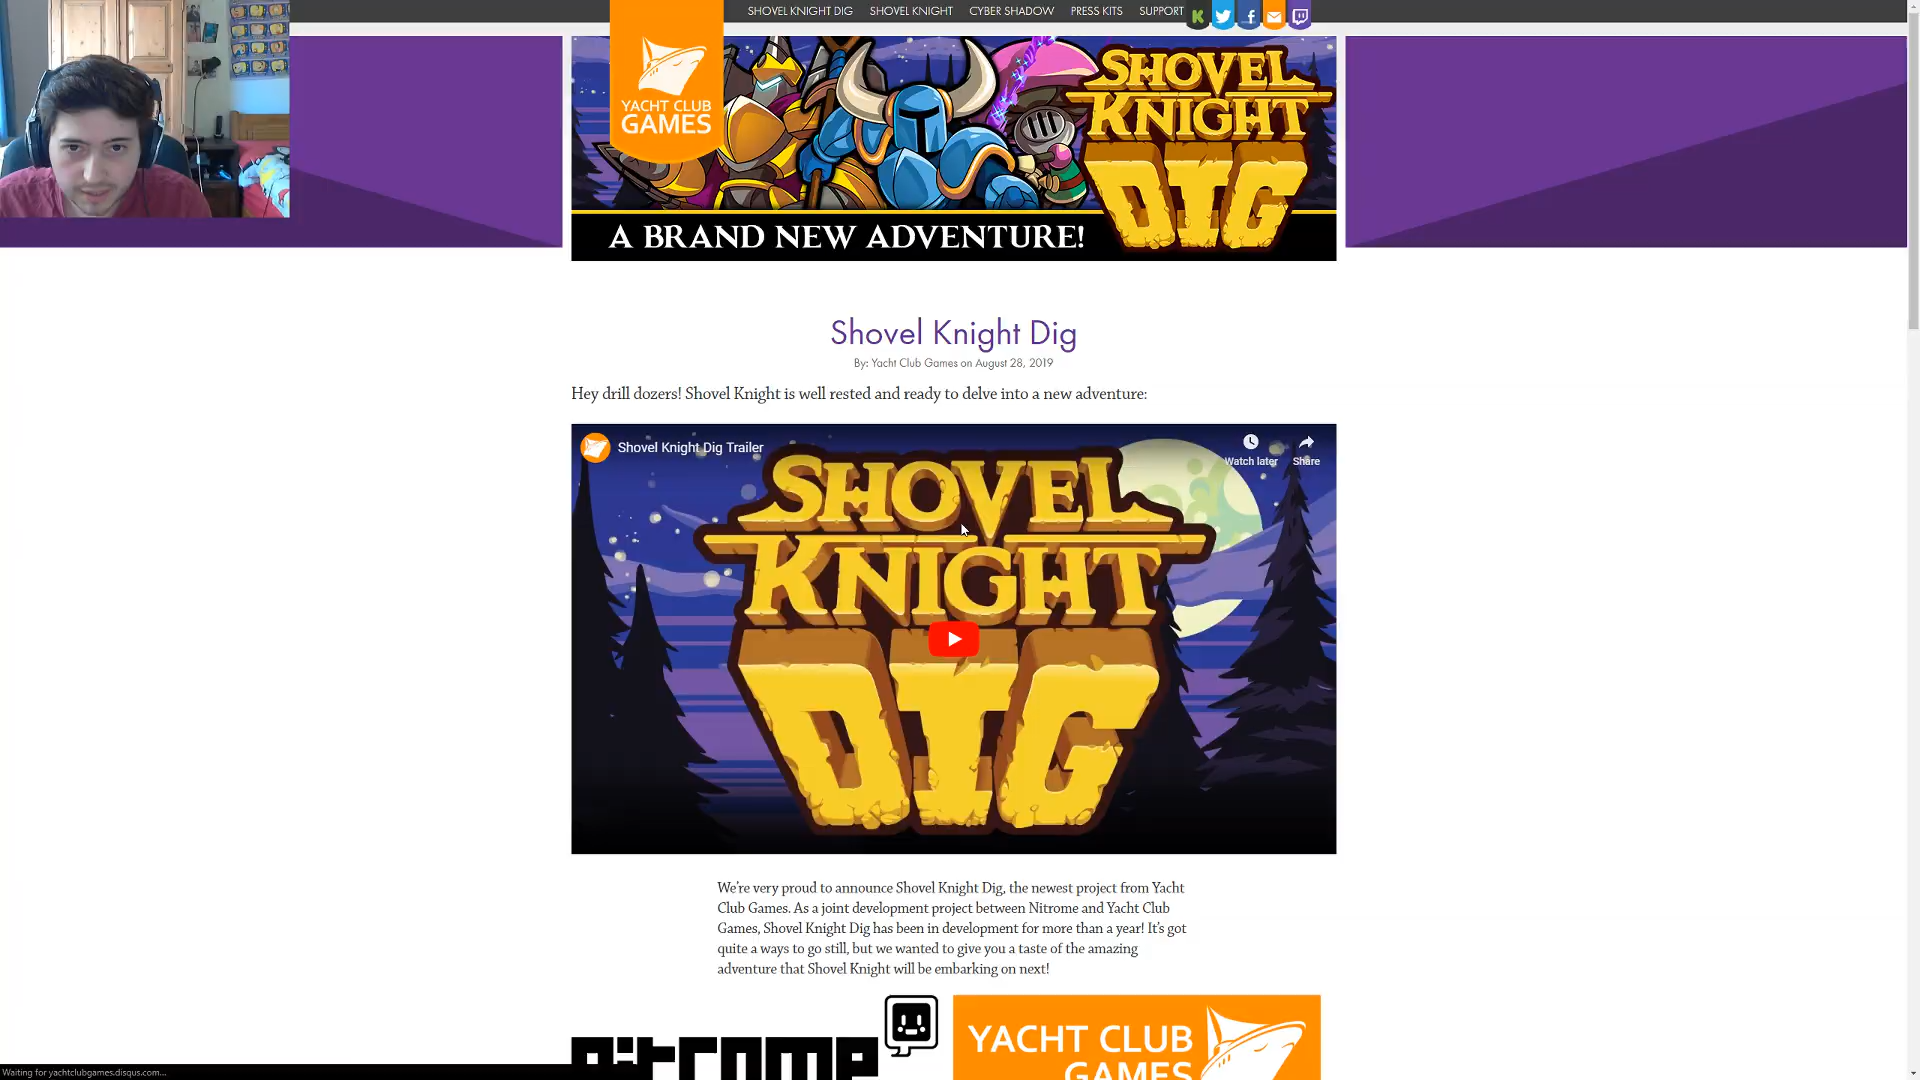 SHOVEL KNIGHT DIG SHOVEL KNIGHT CYBER SHADOW PRESS KITS SUPPORT
YACHT CLUB
GAMES
SHOVEL
KNIGHT
DIG
A BRAND NEW ADVENTURE!
Shovel Knight Dig
By: Yacht Club Games on August 28, 2019
Hey drill dozers! Shovel Knight is well rested and ready to delve into a new adventure:
Shovel Knight Dig Trailer
Watch later Share
SHOVEL
KNIGHT
DIG
We're very proud to announce Shovel Knight Dig, the newest project from Yacht
Club Games. As a joint development project between Nitrome and Yacht Club
Games, Shovel Knight Dig has been in development for more than a year! It's got
quite a ways to go still, but we wanted to give you a taste of the amazing
adventure that Shovel Knight will be embarking on next!
nitrome
YACHT CLUB
GAMES
Waiting for yachtclubgames.disqus.com...